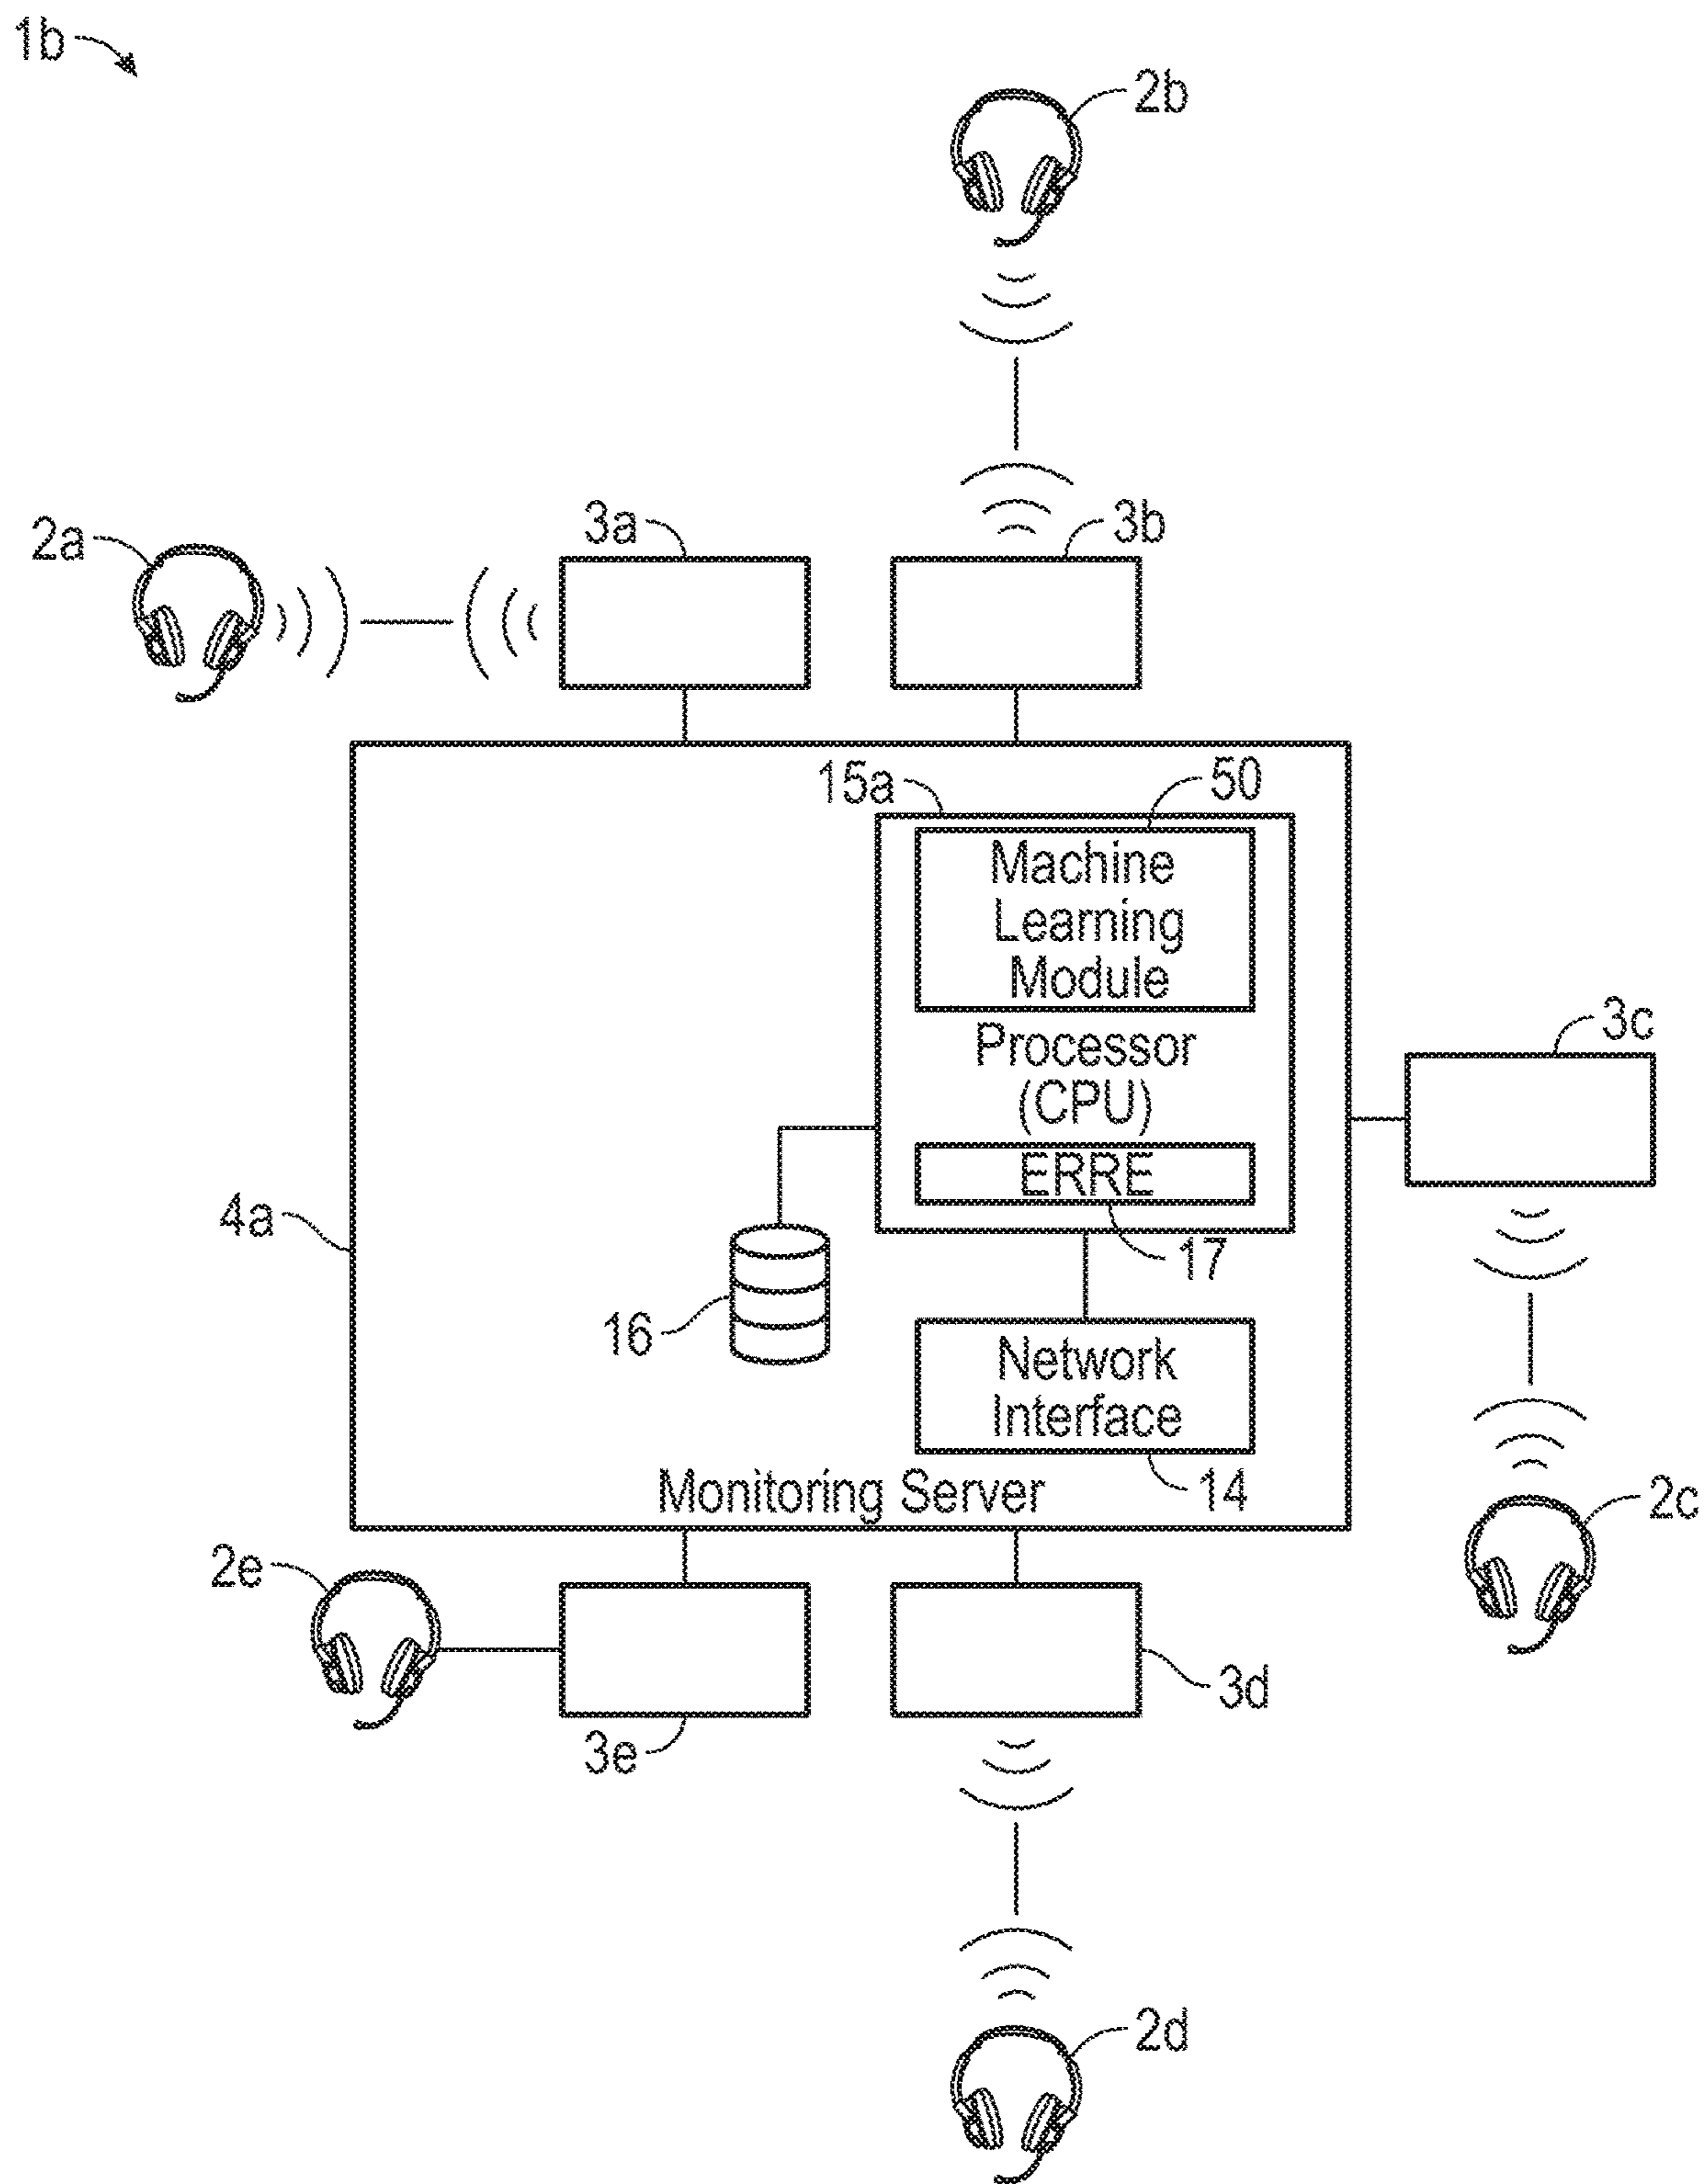 1b
2b
2a
3a
3b
15a
50
Machine
Learning
Module
Processor
(CPU)
ERRE
3c
4a
17
16
Network
Interface
14
Monitoring Server
2c
2e
3d
3e
2d